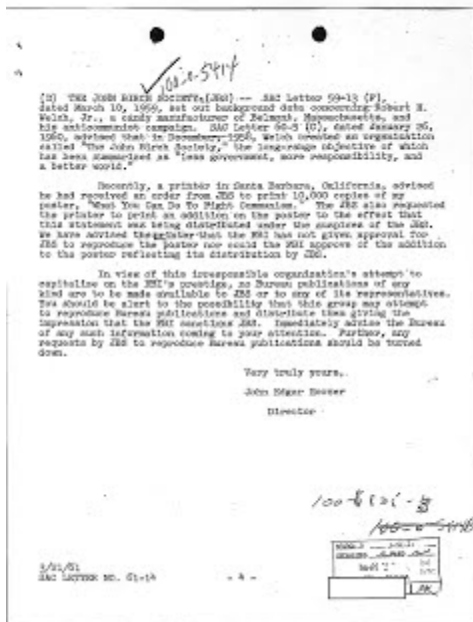 100-0-5414
(D) THE JOHN BIRCH SOCIETY (JBS) -- SAC Letter 59-13 (F),
dated March 10, 1959, set out background data concerning Robert H.
Welch, Jr., a candy manufacturer of Belmont, Massachusetts, and
his anticommunist campaign. SAC Letter 60-5 (C), dated January 26,
1960, advised that in December, 1958, Welch created an organization
called "The John Birch Society," the long-range objective of which
has been summarized as "less government, more responsibility, and
a better world."
Recently, a printer in Santa Barbara, California, advised
he had received an order from JBS to print 10,000 copies of my
poster, "What You Can Do To Fight Communism." The JBS also requested
the printer to print an addition on the poster to the effect that
this statement was being distributed under the auspices of the JBS.
We have advised the printer that the FBI has not given approval for
JBS to reproduce the poster nor could the FBI approve of the addition
to the poster reflecting its distribution by JBS.
In view of this irresponsible organization's attempt to
capitalize on the FBI's prestige, no Bureau publications of any
kind are to be made available to JBS or to any of its representatives.
You should be alert to the possibility that this group may attempt
to reproduce Bureau publications and distribute them giving the
impression that the FBI sanctions JBS. Immediately advise the Bureau
of any such information coming to your attention. Further, any
requests by JBS to reproduce Bureau publications should be turned
down.
Very truly yours,
John Edgar Hoover
Director
3/21/61
SAC LETTER NO. 61-14
- 4 -